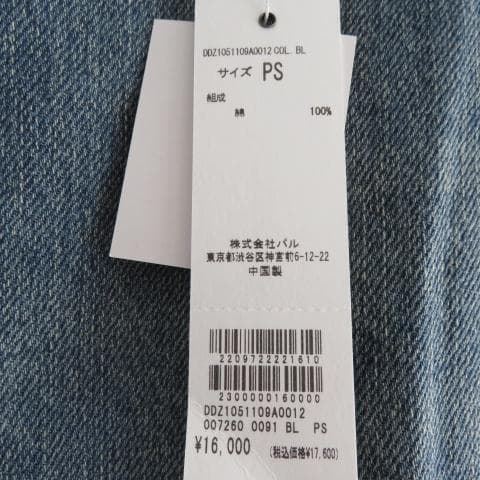 DDZ1051109A0012 COL. BL
サイズ PS
組成
綿 100%
株式会社パル
東京都渋谷区神宮前6-12-22
中国製
2209722221610
2300000160000
DDZ1051109A0012
007260 0091 BL PS
¥16,000 (税込価格¥17,600)